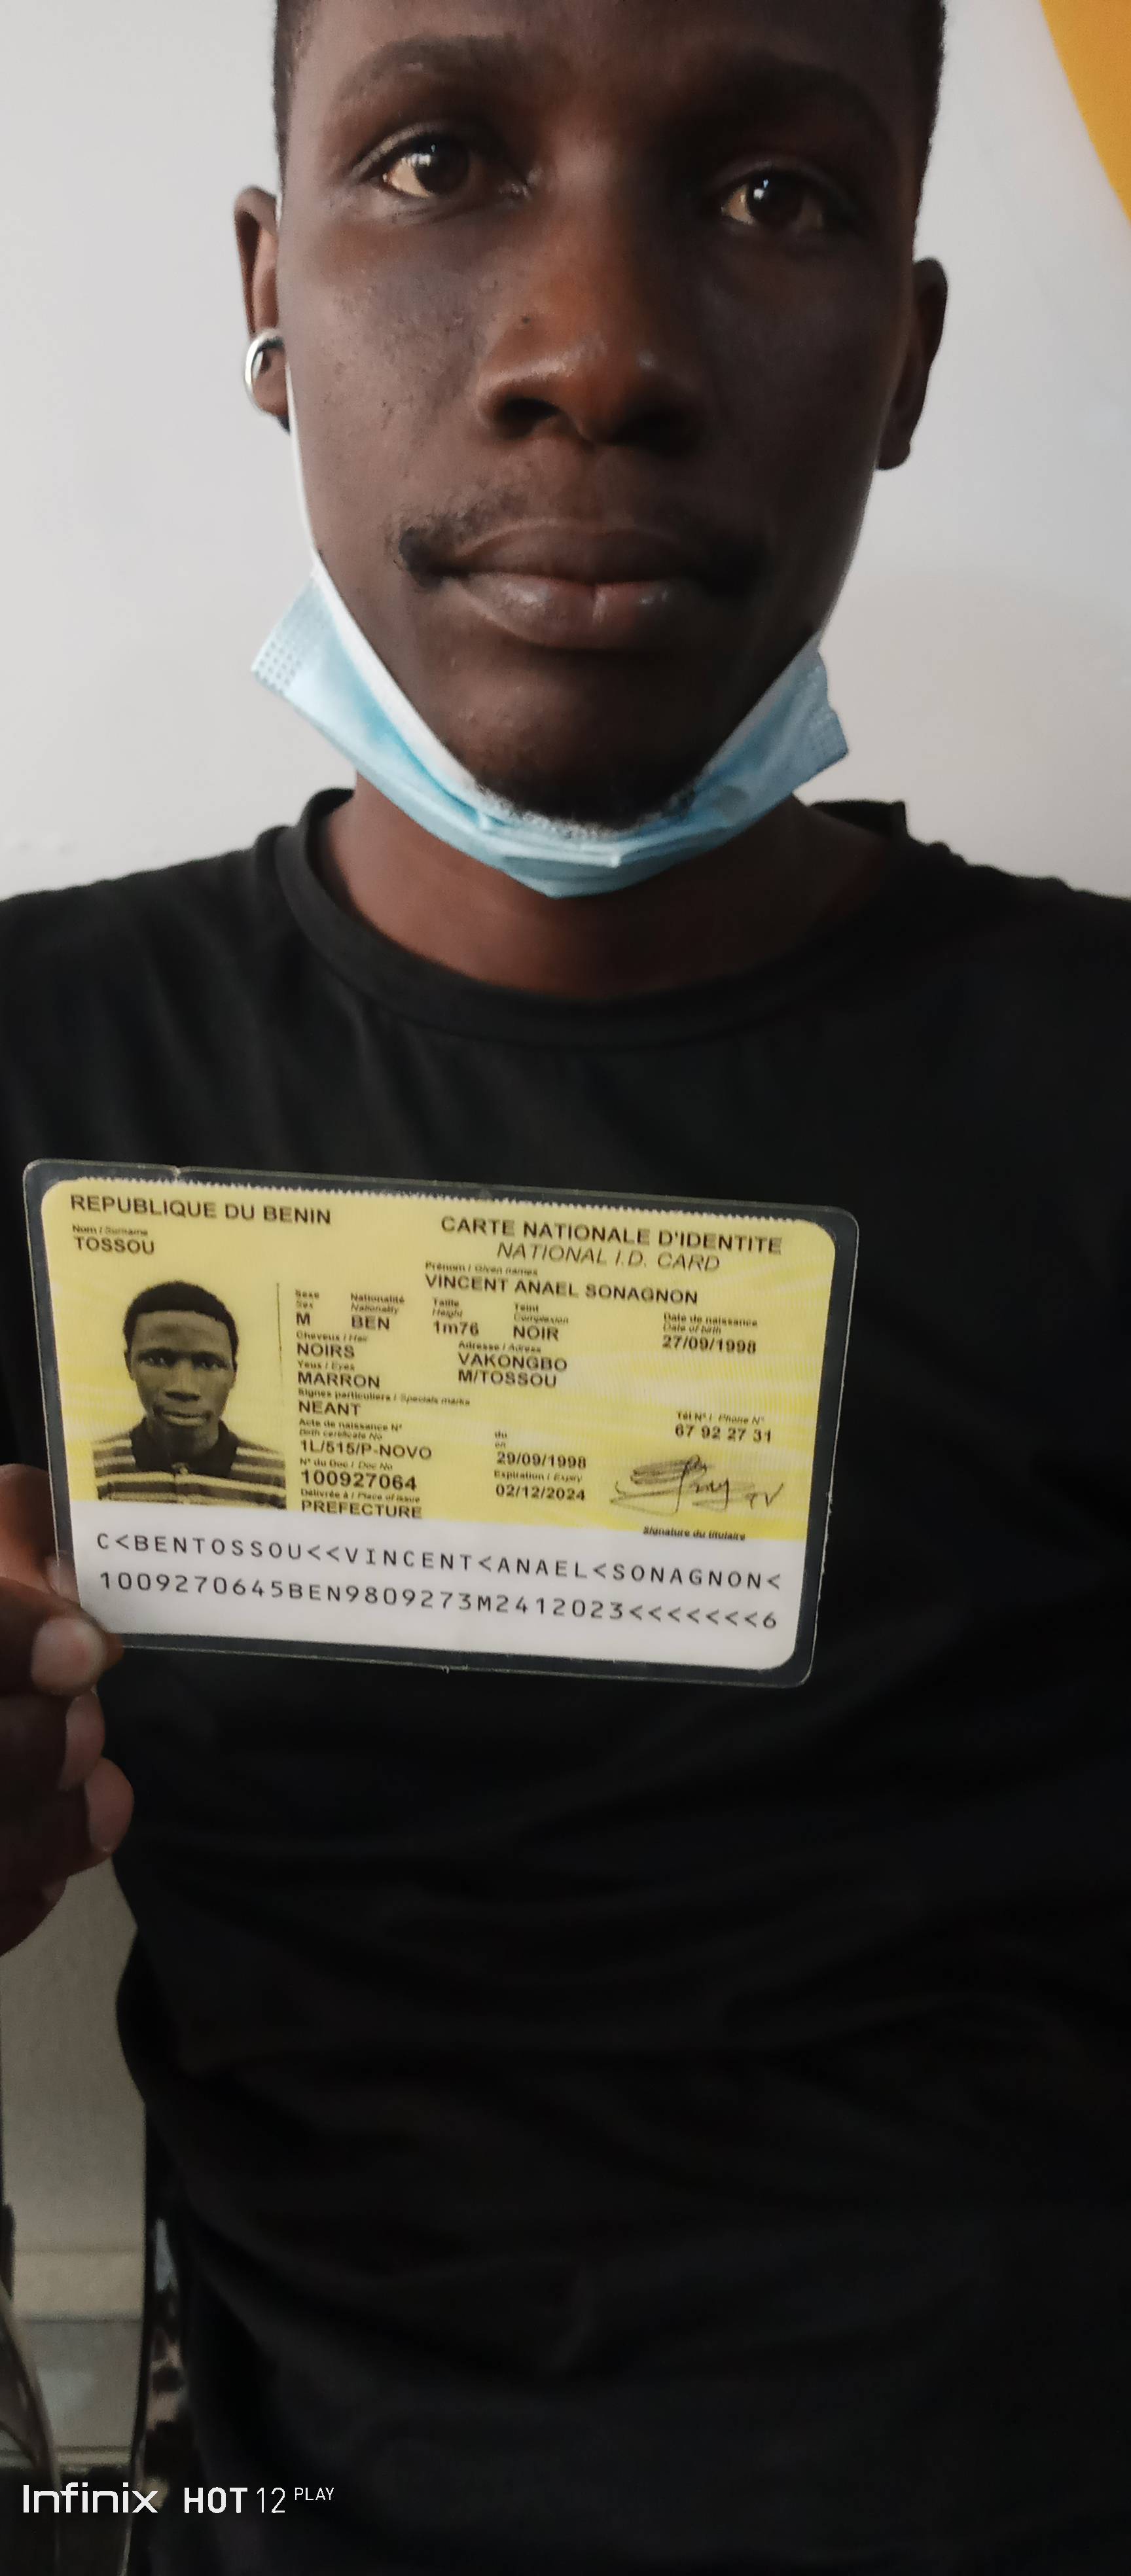 REPUBLIQUE DU BENIN
CARTE NATIONALE D'IDENTITE
NATIONAL I.D. CARD
Nom / Surname
TOSSOU
Prénom / Given names
VINCENT ANAEL SONAGNON
Sexe Nationalité Taille Teint Date de naissance
Sex Nationality Height Complexion Date of birth
M BEN 1m76 NOIR 27/09/1998
Cheveux / Hair Adresse / Adress
NOIRS VAKONGBO
Yeux / Eyes
MARRON M/TOSSOU
Signes particuliers / Specials marks
NEANT
Tél N° / Phone N°
67 92 27 31
Acte de naissance N° du
Birth certificate No on
1L/515/P-NOVO 29/09/1998
N° du Doc / Doc No Expiration / Expiry
100927064 02/12/2024
Délivrée à / Place of issue
PREFECTURE
Signature du titulaire
C<BENTOSSOU<<VINCENT<ANAEL<SONAGNON<
1009270645BEN9809273M2412023<<<<<<<6
Infinix HOT 12 PLAY